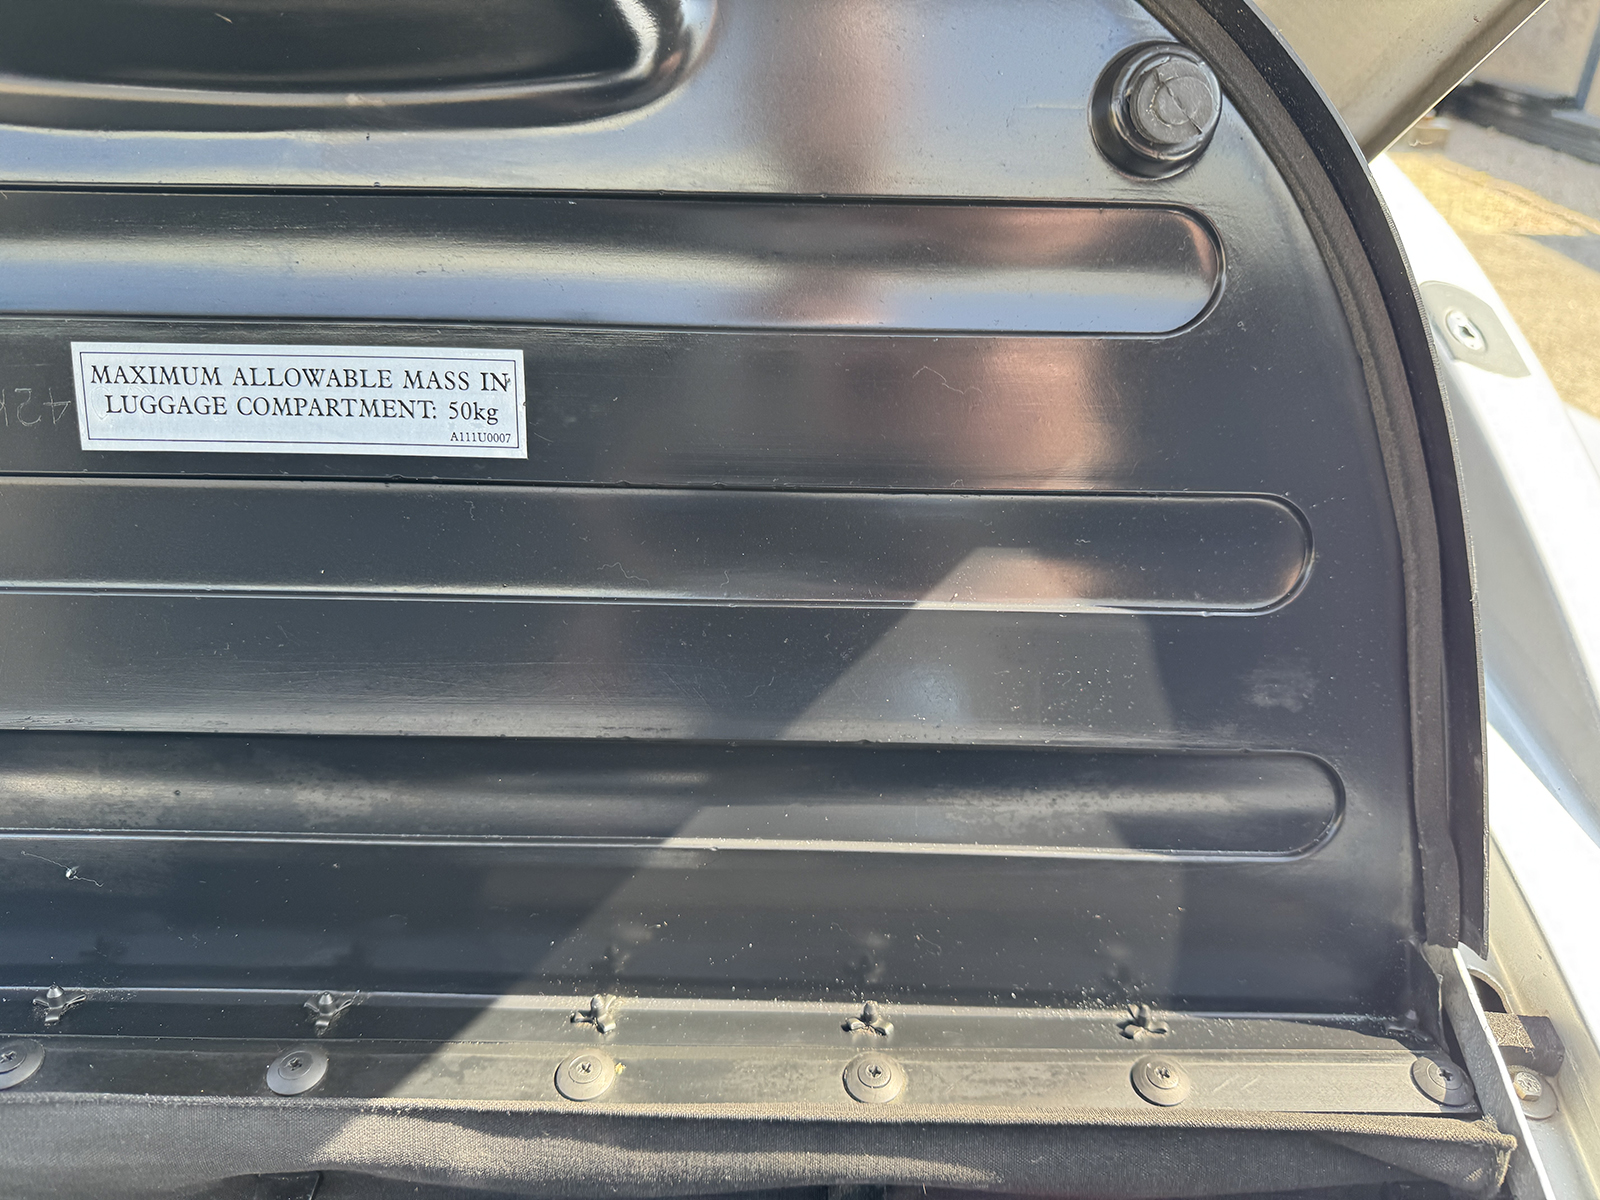 MAXIMUM ALLOWABLE MASS IN
LUGGAGE COMPARTMENT: 50kg
A111U0007